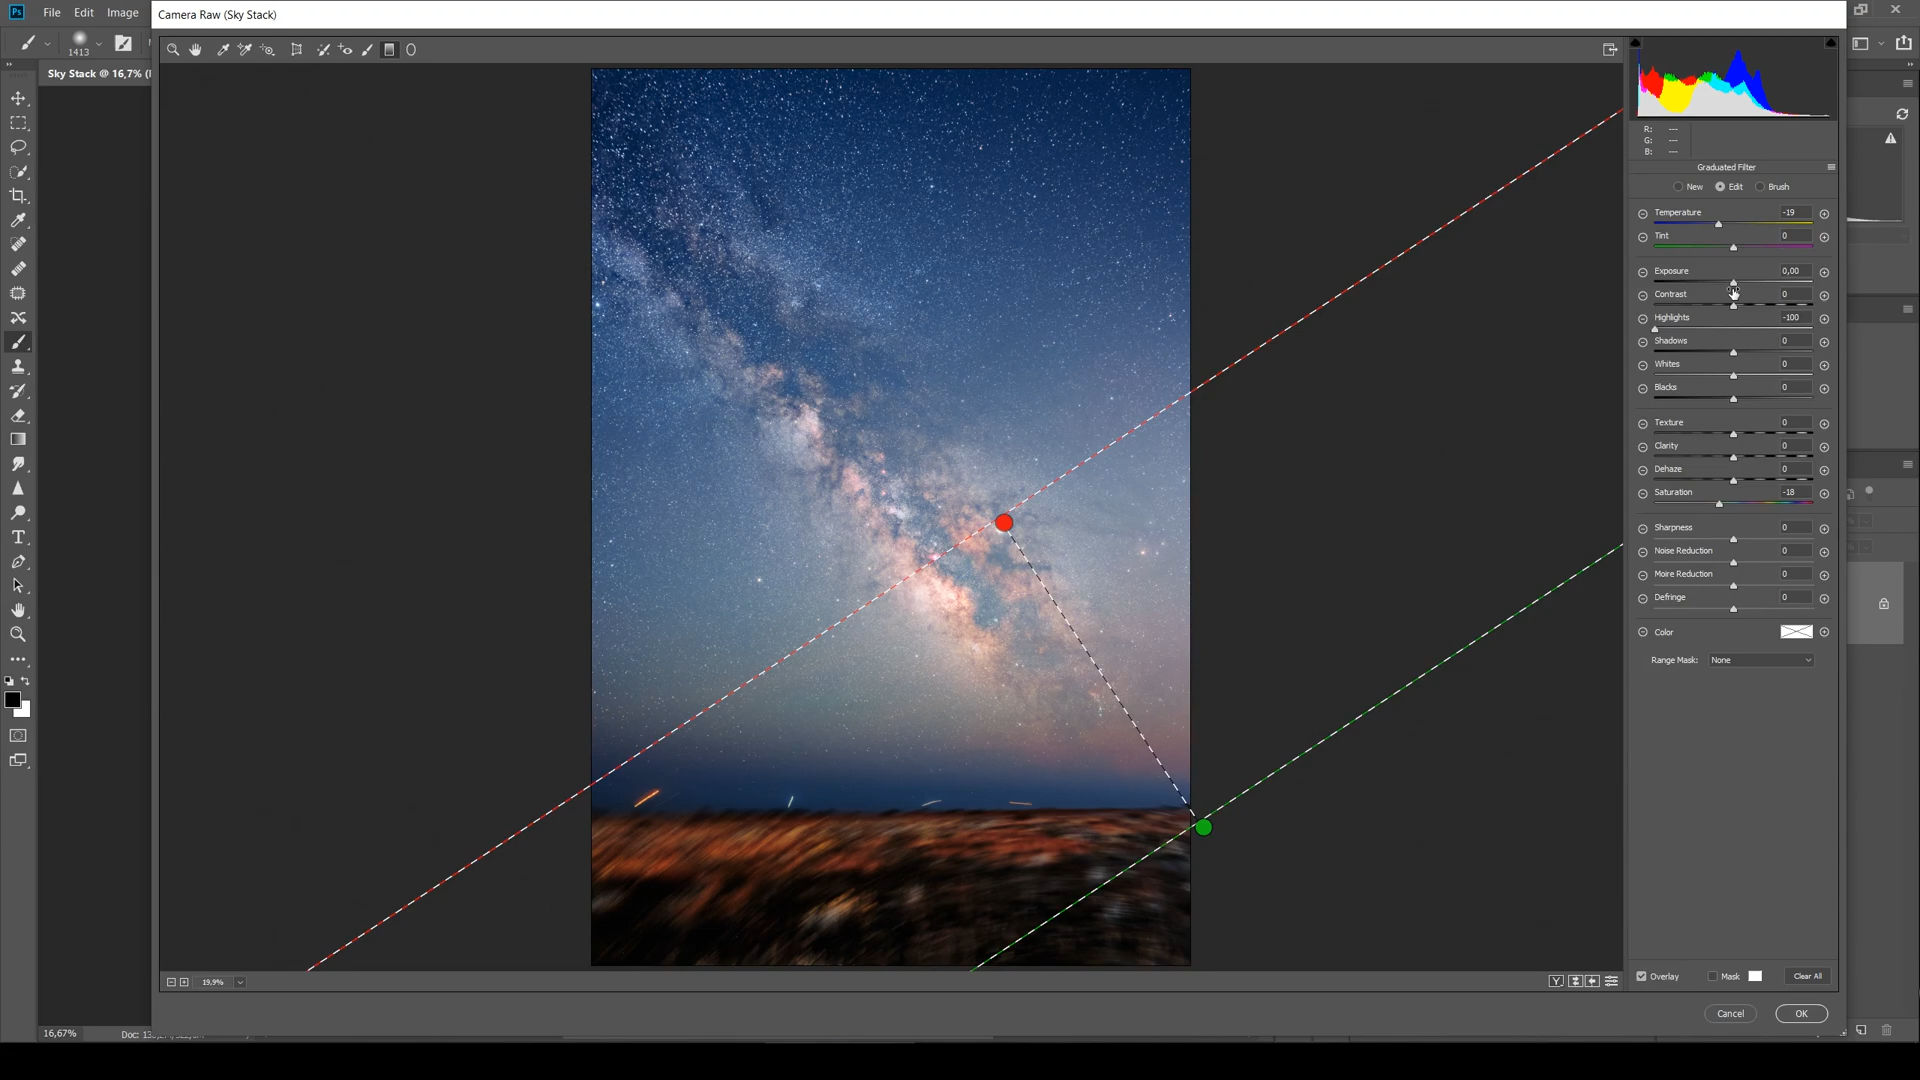 Ps File Edit Image
Camera Raw (Sky Stack)
1413
Sky Stack @ 16,7% (
R: ---
G: ---
B: ---
Graduated Filter
New Edit Brush
Temperature -19
Tint 0
Exposure 0,00
Contrast 0
Highlights -100
Shadows 0
Whites 0
Blacks 0
Texture 0
Clarity 0
Dehaze 0
Saturation -18
Sharpness 0
Noise Reduction 0
Moire Reduction 0
Defringe 0
Color
Range Mask: None
19,9%
Y
Overlay Mask Clear All
Cancel OK
16,67% Doc: